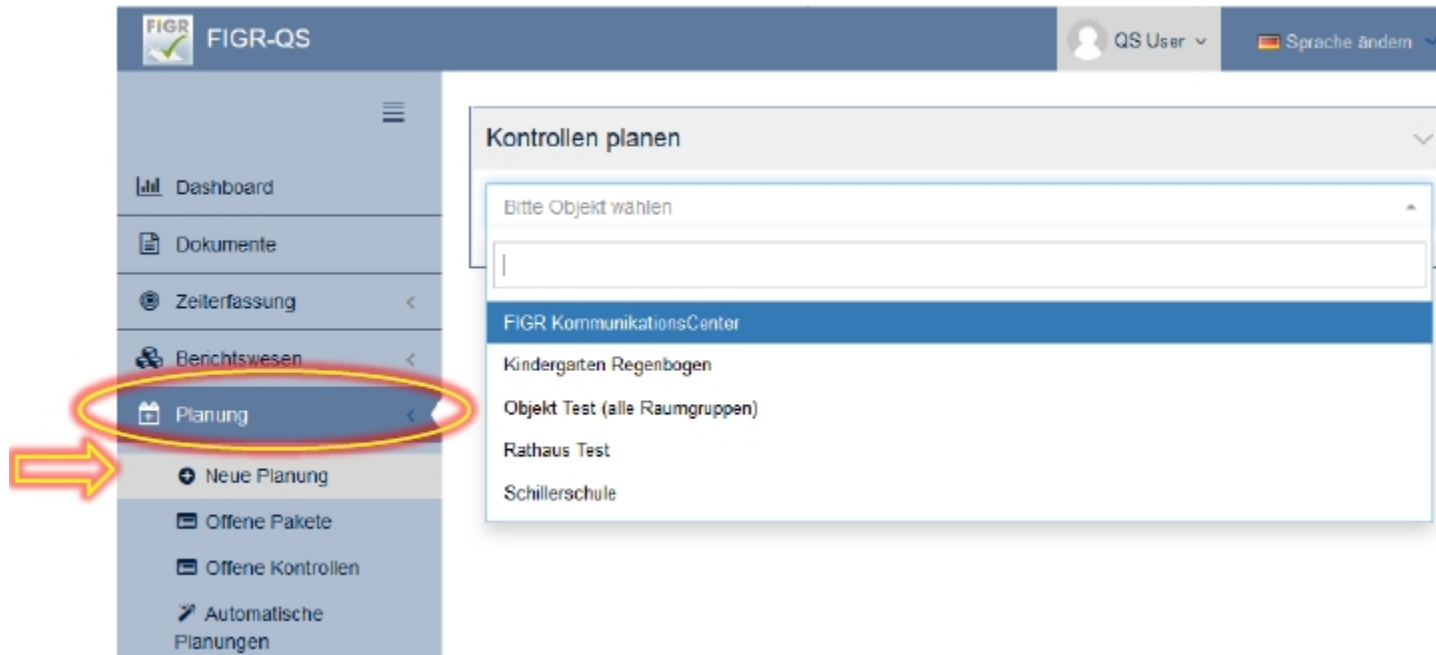 FIGR
FIGR-QS
QS User
Sprache ändern
Kontrollen planen
Dashboard
Bitte Objekt wählen
Dokumente
Zeiterfassung
FIGR KommunikationsCenter
Berichtswesen
Kindergarten Regenbogen
Planung
Objekt Test (alle Raumgruppen)
Rathaus Test
Neue Planung
Schillerschule
Offene Pakete
Offene Kontrollen
Automatische
Planungen